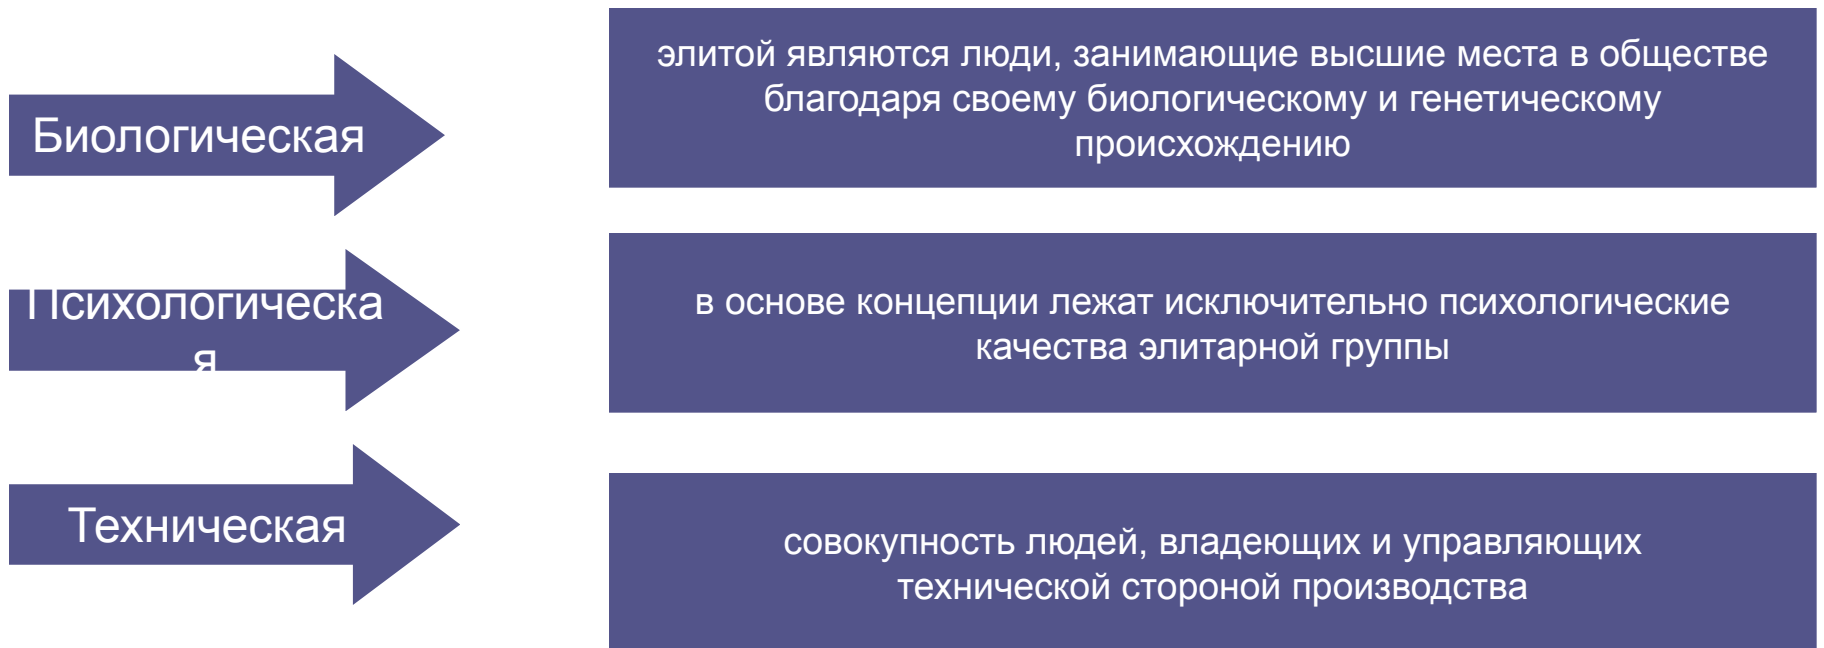 Биологическая
элитой являются люди, занимающие высшие места в обществе
благодаря своему биологическому и генетическому
происхождению
Психологическа
я
в основе концепции лежат исключительно психологические
качества элитарной группы
Техническая
совокупность людей, владеющих и управляющих
технической стороной производства